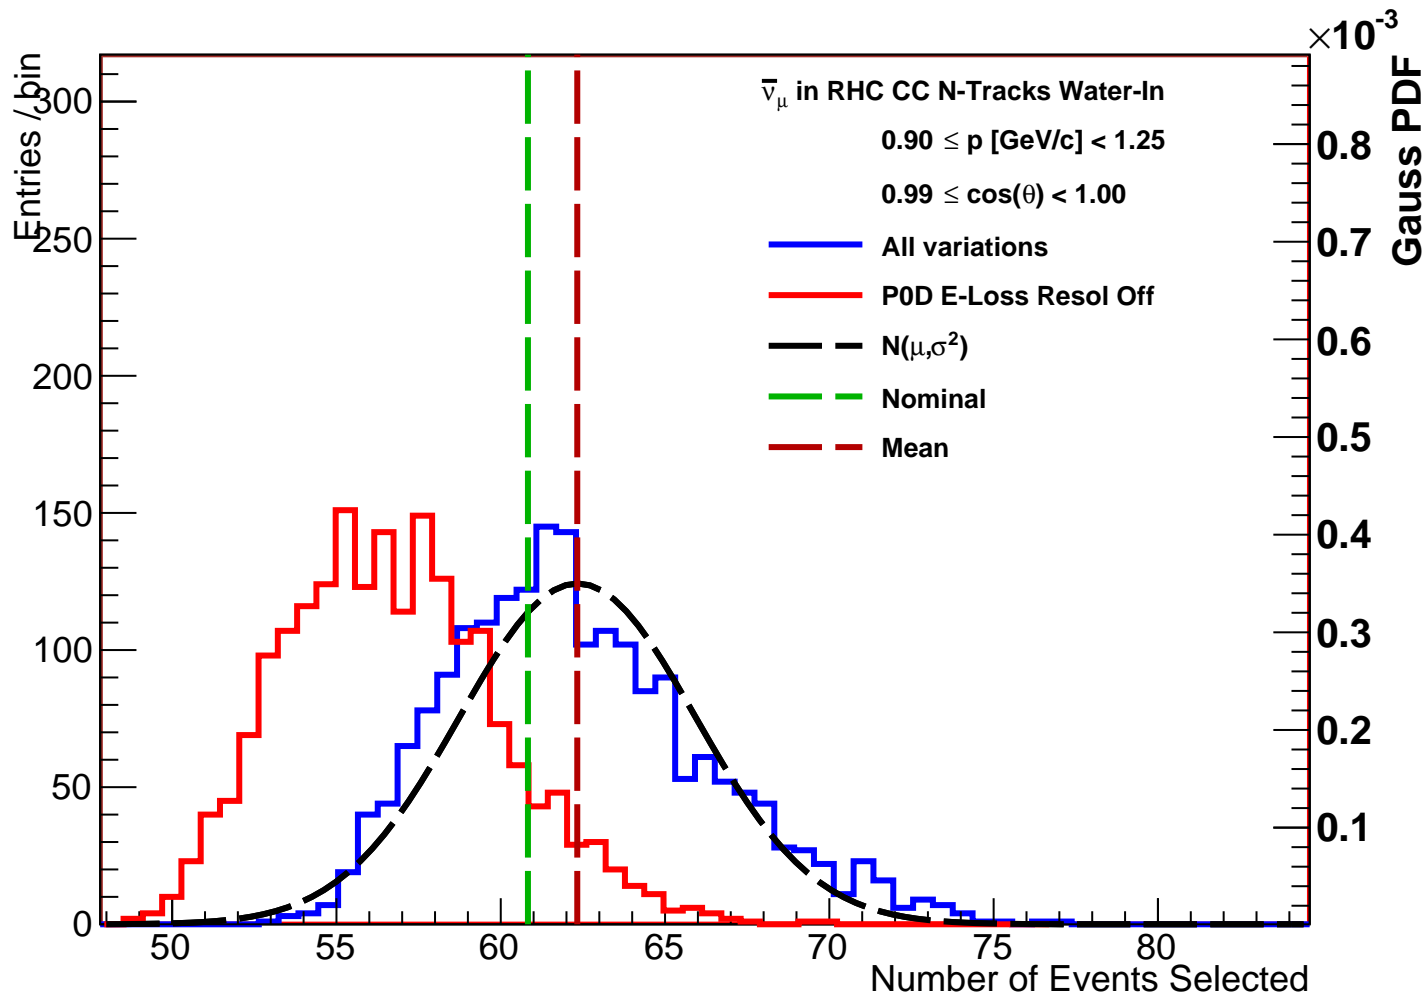 ×10⁻³
Entries / bin
Gauss PDF
300
250
200
150
100
50
0
ν̅_μ in RHC CC N-Tracks Water-In
0.90 ≤ p [GeV/c] < 1.25
0.99 ≤ cos(θ) < 1.00
All variations
P0D E-Loss Resol Off
N(μ,σ²)
Nominal
Mean
0.8
0.7
0.6
0.5
0.4
0.3
0.2
0.1
50 55 60 65 70 75 80
Number of Events Selected